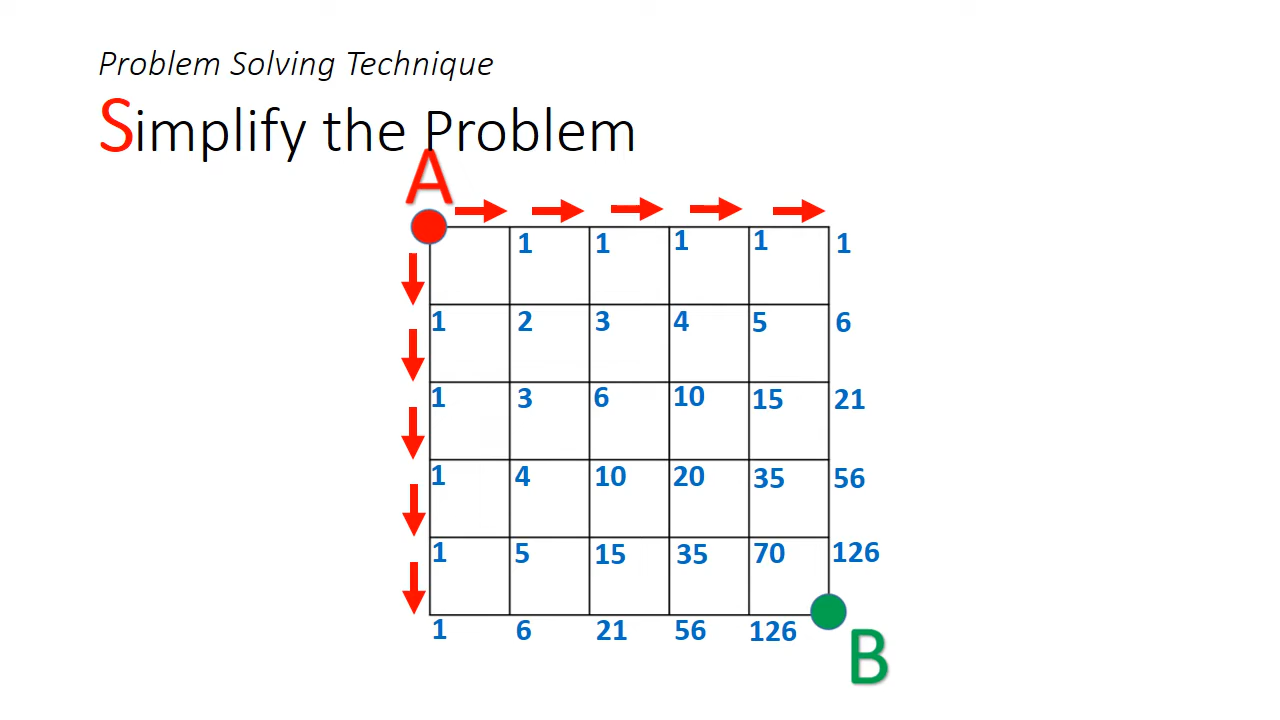 Problem Solving Technique
Simplify the Problem
A
1 1 1 1 1
1 2 3 4 5 6
1 3 6 10 15 21
1 4 10 20 35 56
1 5 15 35 70 126
1 6 21 56 126
B